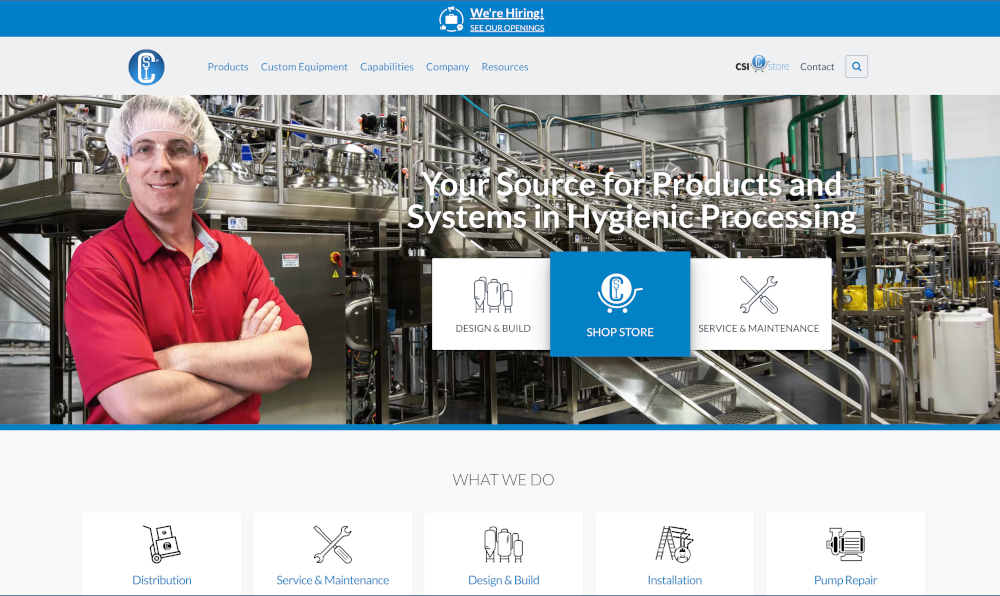 We're Hiring!
SEE OUR OPENINGS
Products Custom Equipment Capabilities Company Resources
CSI Store Contact
Your Source for Products and
Systems in Hygienic Processing
DESIGN & BUILD
SHOP STORE
SERVICE & MAINTENANCE
WHAT WE DO
Distribution
Service & Maintenance
Design & Build
Installation
Pump Repair